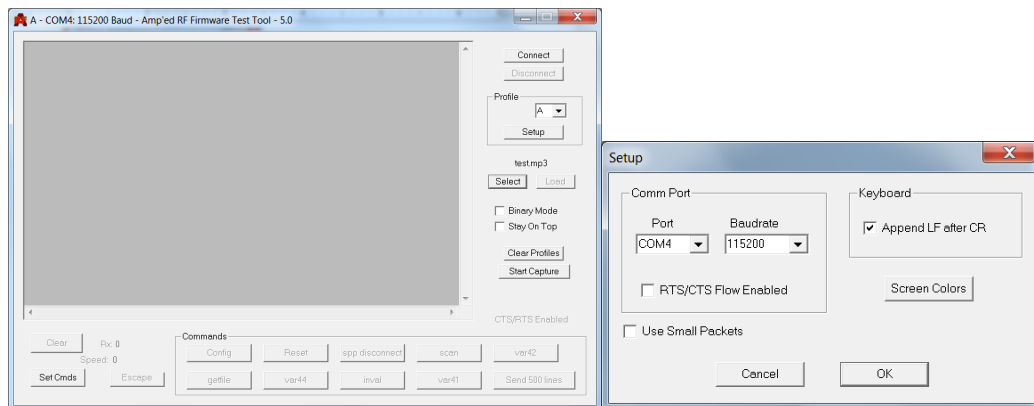 A - COM4: 115200 Baud - Amp'ed RF Firmware Test Tool - 5.0
Connect
Disconnect
Profile
A
Setup
test.mp3
Select Load
Binary Mode
Stay On Top
Clear Profiles
Start Capture
CTS/RTS Enabled
Clear Rx: 0
Speed: 0
Set Cmds Escape
Commands
Config Reset spp disconnect scan var42
getfile var44 inval var41 Send 500 lines
Setup
Comm Port
Port Baudrate
COM4 115200
RTS/CTS Flow Enabled
Keyboard
Append LF after CR
Screen Colors
Use Small Packets
Cancel OK